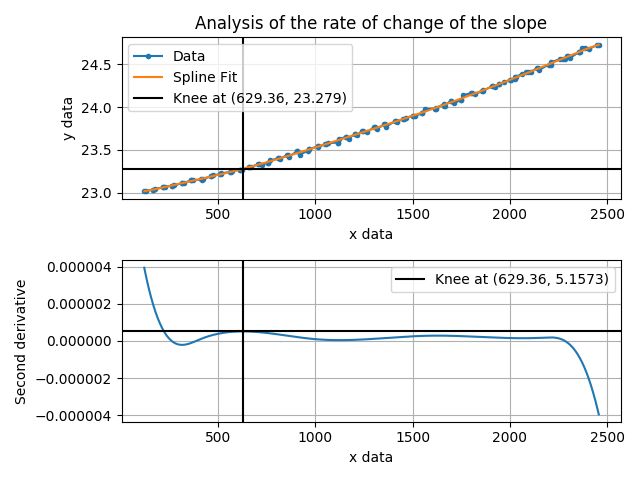 Analysis of the rate of change of the slope
Data
Spline Fit
Knee at (629.36, 23.279)
y data
24.5
24.0
23.5
23.0
500
1000
1500
2000
2500
x data
Knee at (629.36, 5.1573)
Second derivative
0.000004
0.000002
0.000000
−0.000002
−0.000004
500
1000
1500
2000
2500
x data